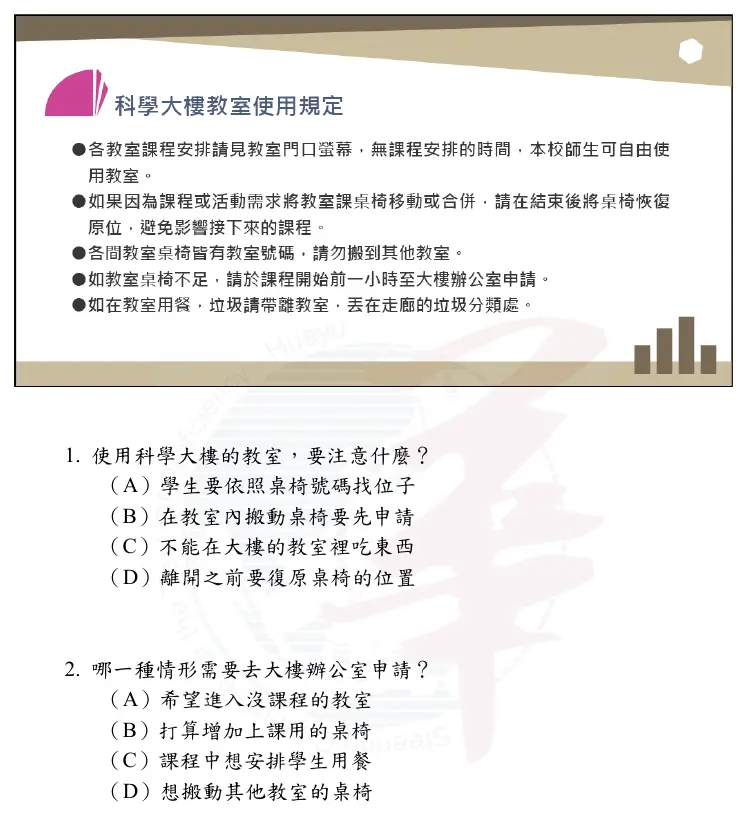 科學大樓教室使用規定
●各教室課程安排請見教室門口螢幕，無課程安排的時間，本校師生可自由使
用教室。
●如果因為課程或活動需求將教室課桌椅移動或合併，請在結束後將桌椅恢復
原位，避免影響接下來的課程。
●各間教室桌椅皆有教室號碼，請勿搬到其他教室。
●如教室桌椅不足，請於課程開始前一小時至大樓辦公室申請。
●如在教室用餐，垃圾請帶離教室，丟在走廊的垃圾分類處。
1. 使用科學大樓的教室，要注意什麼？
（A）學生要依照桌椅號碼找位子
（B）在教室內搬動桌椅要先申請
（C）不能在大樓的教室裡吃東西
（D）離開之前要復原桌椅的位置
2. 哪一種情形需要去大樓辦公室申請？
（A）希望進入沒課程的教室
（B）打算增加上課用的桌椅
（C）課程中想安排學生用餐
（D）想搬動其他教室的桌椅